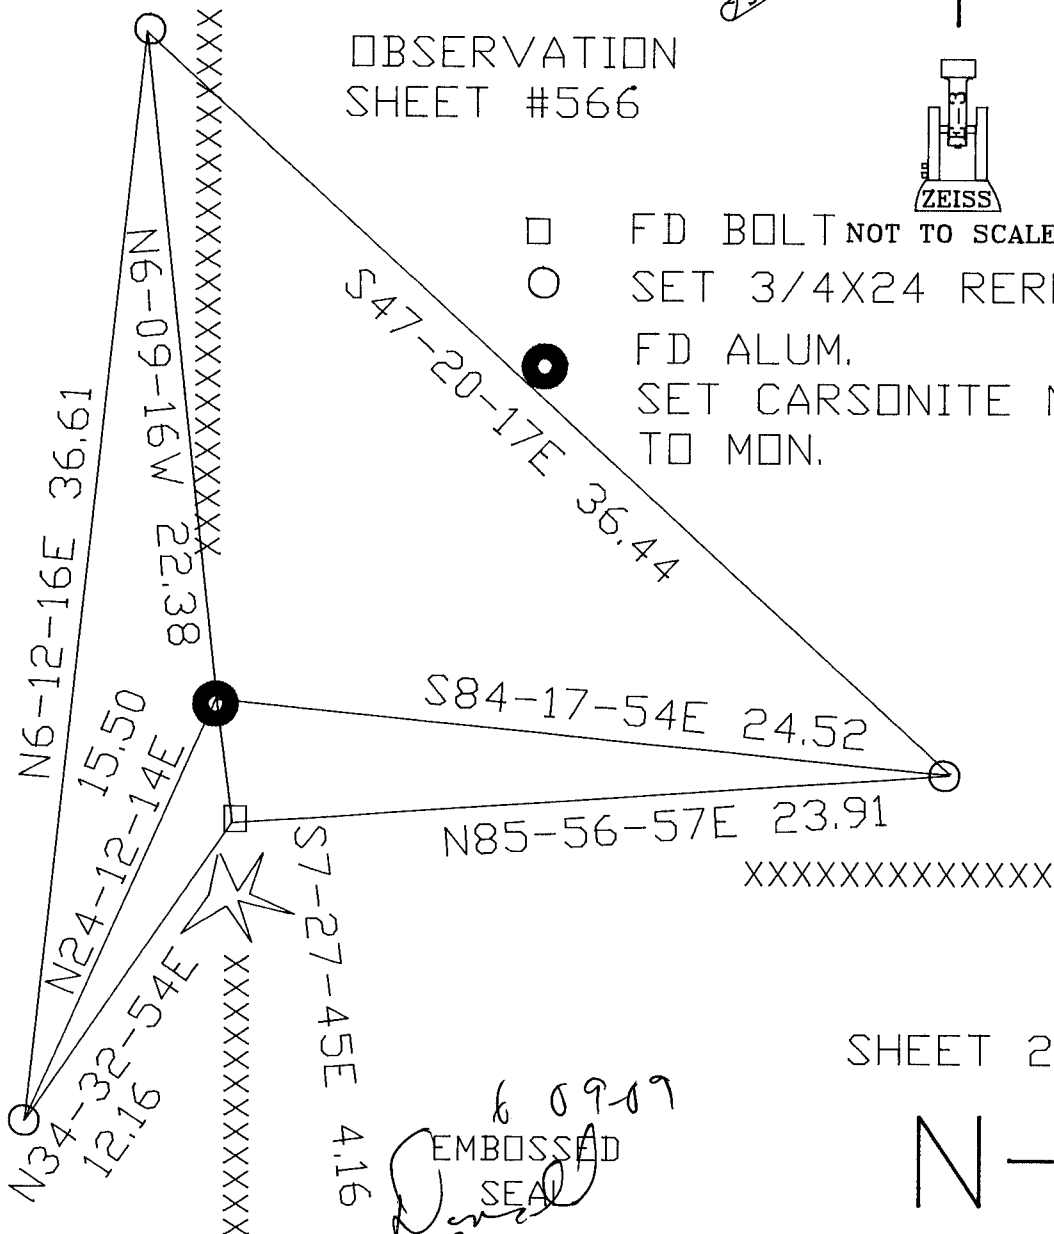 OBSERVATION
SHEET #566
ZEISS
FD BOLT
NOT TO SCALE
SET 3/4X24
FD ALUM.
SET CARSONITE
TO MON.
N6-09-16W 22.38
S47-20-17E 36.44
N6-12-16E 36.61
S84-17-54E 24.52
N85-56-57E 23.91
15.50
N24-12-14E
N34-32-54E
12.16
S7-27-45E 4.16
XXXXXXXXXXXXX
SHEET 2
6 09-09
EMBOSSED
SEAL
N